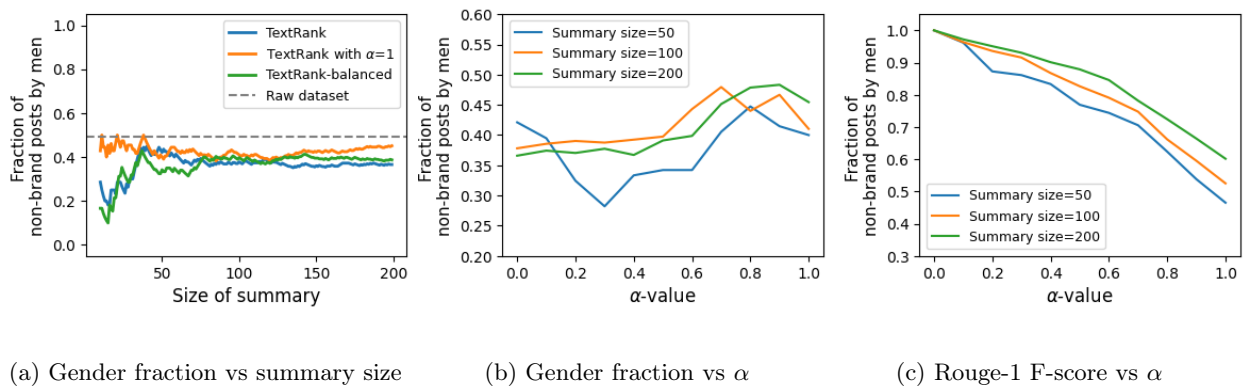 Fraction of
non-brand posts by men
1.0
0.8
0.6
0.4
0.2
0.0
TextRank
TextRank with α=1
TextRank-balanced
Raw dataset
50
100
150
200
Size of summary
(a) Gender fraction vs summary size
Fraction of
non-brand posts by men
0.60
0.55
0.50
0.45
0.40
0.35
0.30
0.25
0.20
Summary size=50
Summary size=100
Summary size=200
0.0
0.2
0.4
0.6
0.8
1.0
α-value
(b) Gender fraction vs α
Fraction of
non-brand posts by men
1.0
0.9
0.8
0.7
0.6
0.5
0.4
0.3
Summary size=50
Summary size=100
Summary size=200
0.0
0.2
0.4
0.6
0.8
1.0
α-value
(c) Rouge-1 F-score vs α